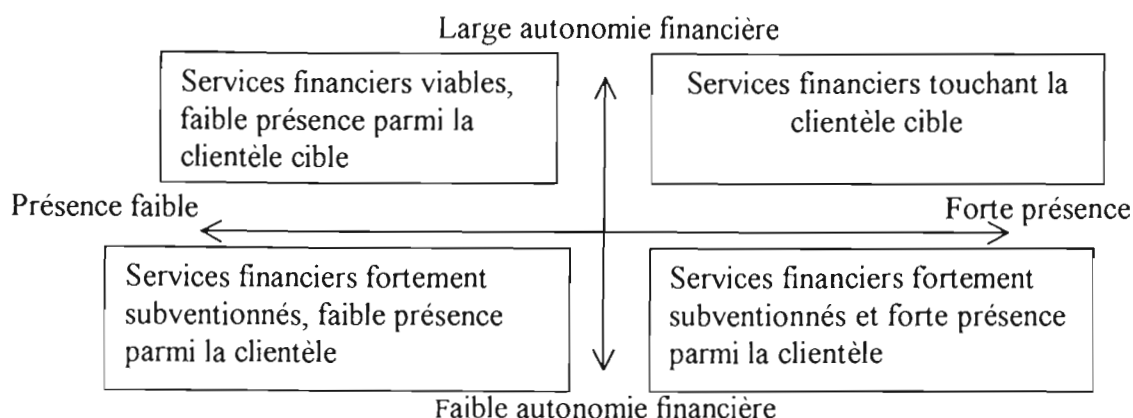 Large autonomie financière
Services financiers viables,
faible présence parmi la
clientèle cible
Services financiers touchant la
clientèle cible
Présence faible
Forte présence
Services financiers fortement
subventionnés, faible présence
parmi la clientèle
Services financiers fortement
subventionnés et forte présence
parmi la clientèle
Faible autonomie financière